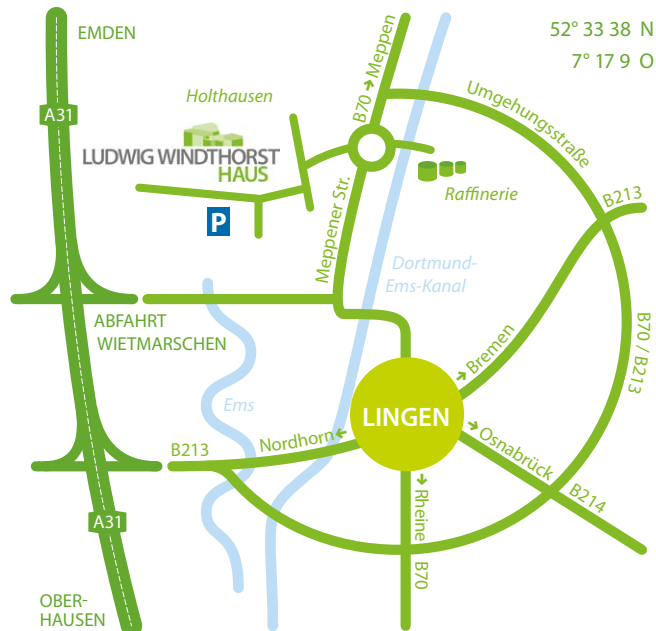 EMDEN
52° 33 38 N
7° 17 9 O
A31
Holthausen
B70 → Meppen
Umgehungsstraße
LUDWIG WINDTHORST
HAUS
Raffinerie
B213
P
Meppener Str.
Dortmund-
Ems-Kanal
ABFAHRT
WIETMARSCHEN
B70 / B213
→ Bremen
Ems
LINGEN
B213
Nordhorn ←
→ Osnabrück
B214
→ Rheine
B70
A31
OBER-
HAUSEN